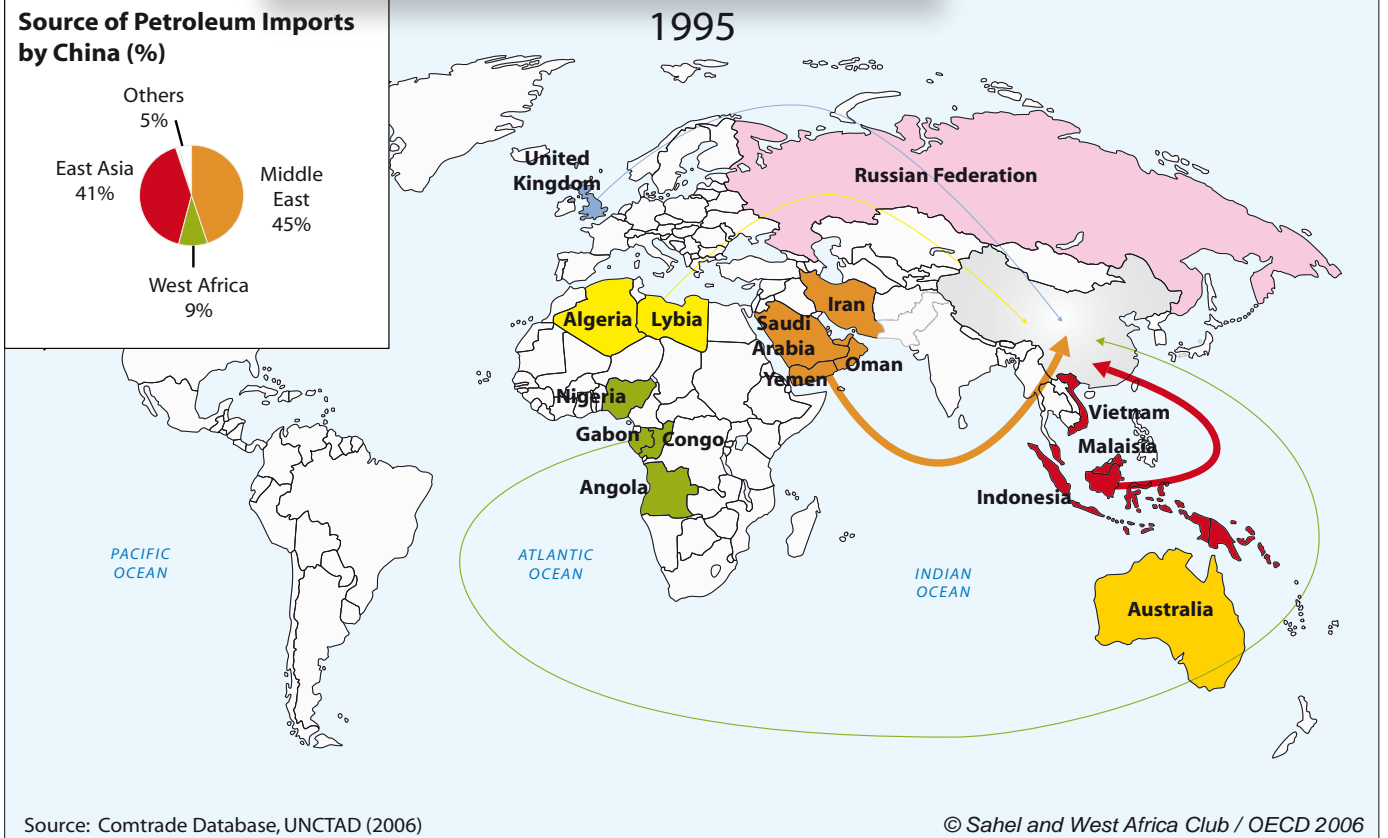 Source of Petroleum Imports
by China (%)
Others
5%
East Asia
41%
Middle
East
45%
West Africa
9%
1995
United
Kingdom
Russian Federation
Algeria
Lybia
Iran
Saudi
Arabia
Oman
Yemen
Nigeria
Gabon
Congo
Angola
Vietnam
Malaisia
Indonesia
PACIFIC
OCEAN
ATLANTIC
OCEAN
INDIAN
OCEAN
Australia
Source: Comtrade Database, UNCTAD (2006)
© Sahel and West Africa Club / OECD 2006